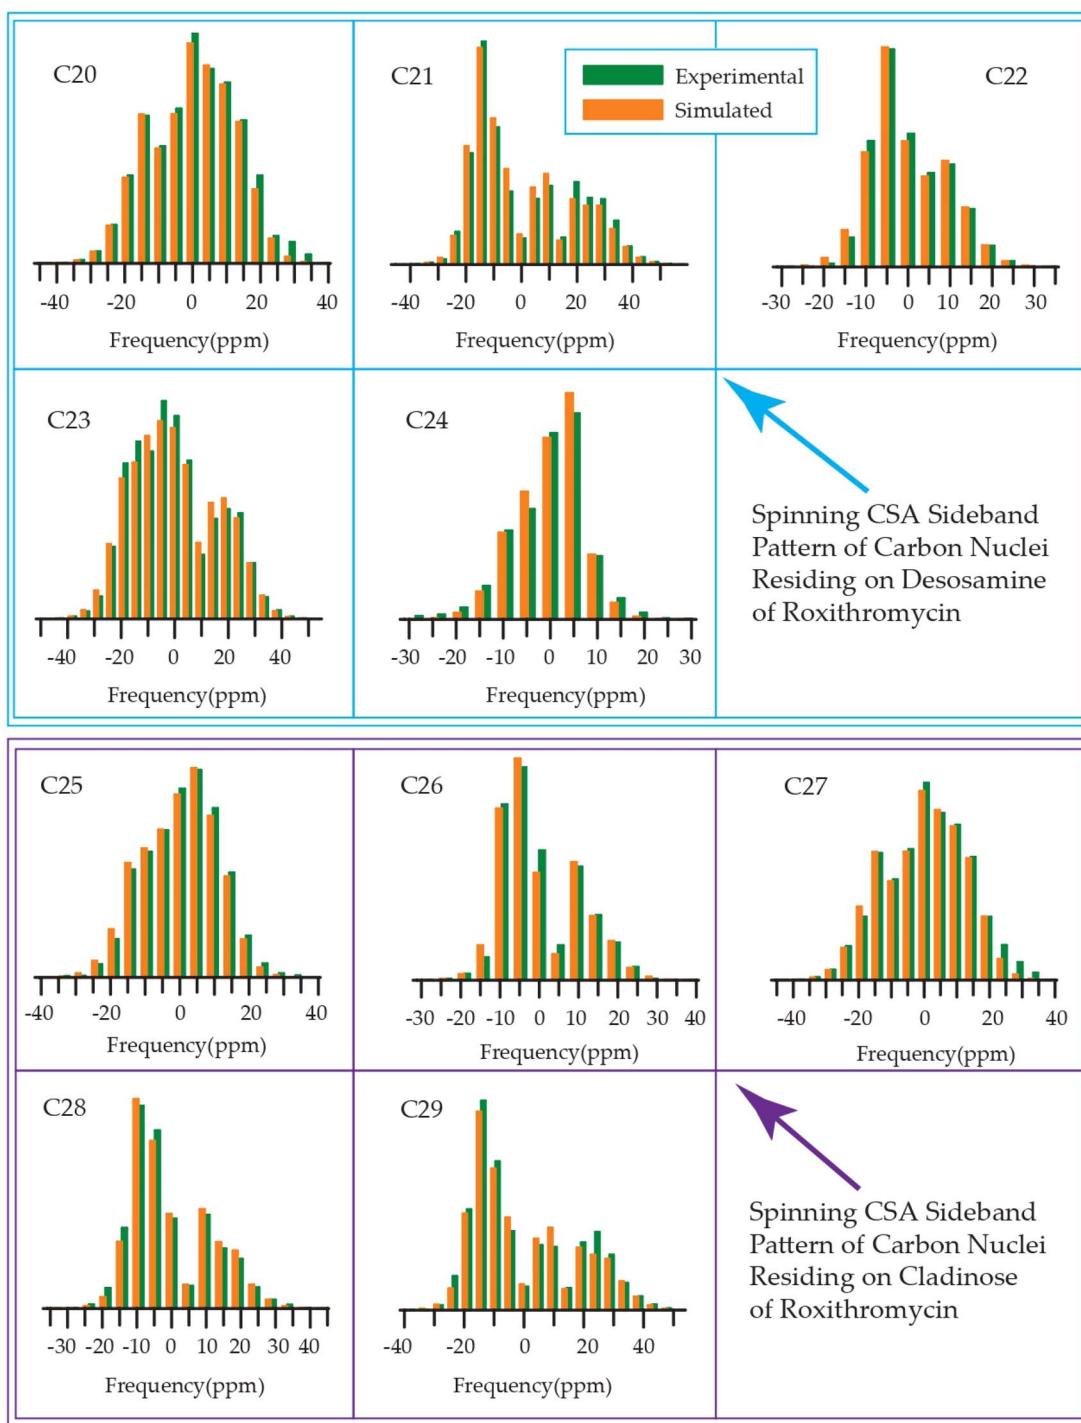 C20
-40 -20 0 20 40
Frequency(ppm)
C21
-40 -20 0 20 40
Frequency(ppm)
Experimental
Simulated
C22
-30 -20 -10 0 10 20 30
Frequency(ppm)
C23
-40 -20 0 20 40
Frequency(ppm)
C24
-30 -20 -10 0 10 20 30
Frequency(ppm)
Spinning CSA Sideband
Pattern of Carbon Nuclei
Residing on Desosamine
of Roxithromycin
C25
-40 -20 0 20 40
Frequency(ppm)
C26
-30 -20 -10 0 10 20 30 40
Frequency(ppm)
C27
-40 -20 0 20 40
Frequency(ppm)
C28
-30 -20 -10 0 10 20 30 40
Frequency(ppm)
C29
-40 -20 0 20 40
Frequency(ppm)
Spinning CSA Sideband
Pattern of Carbon Nuclei
Residing on Cladinose
of Roxithromycin